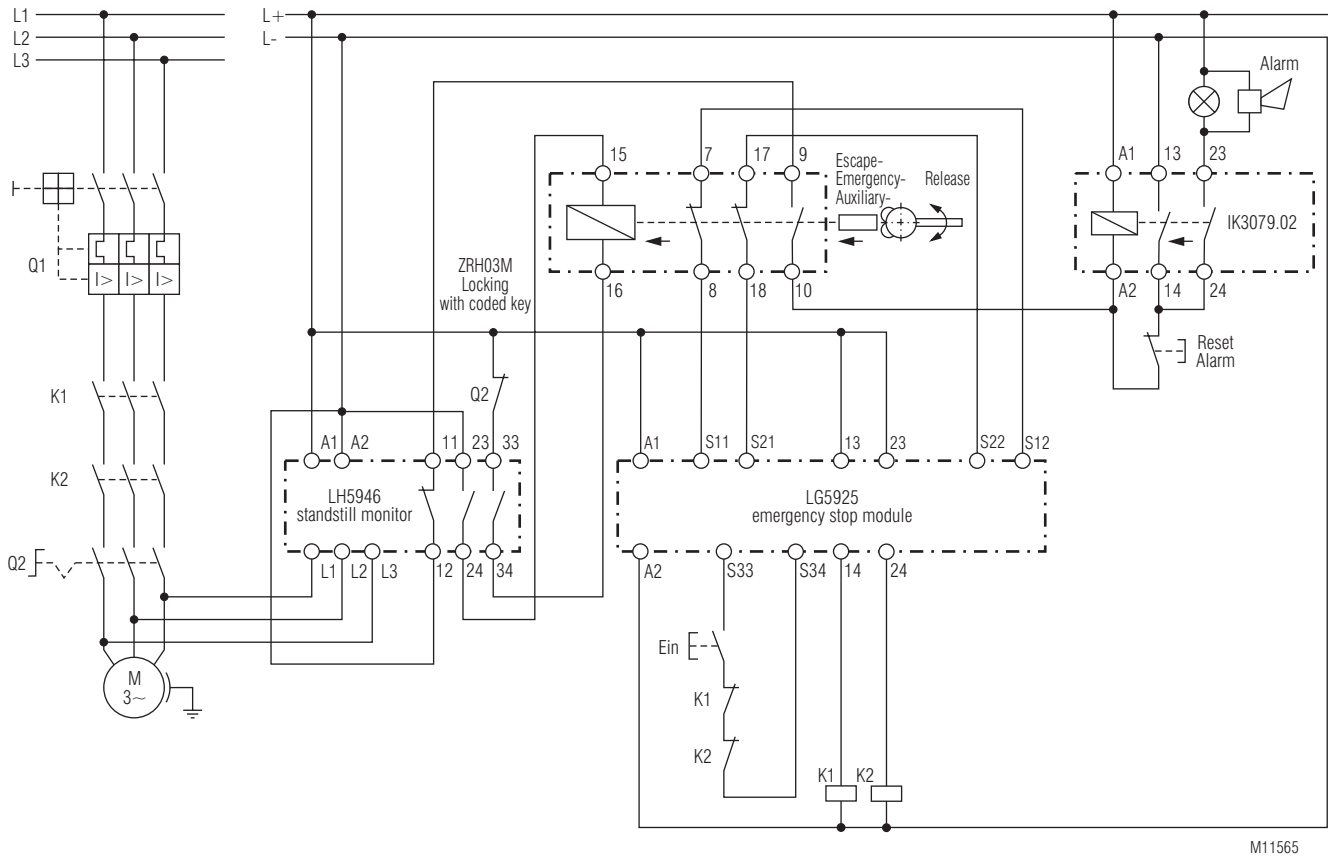 L1
L2
L3
L+
L-
Alarm
15
7
17
9
Escape-
Emergency-
Auxiliary-
Release
A1
13
23
IK3079.02
Q1
I>
I>
I>
ZRH03M
Locking
with coded key
16
8
18
10
A2
14
24
Reset
Alarm
K1
Q2
A1
A2
11
23
33
A1
S11
S21
13
23
S22
S12
K2
LH5946
standstill monitor
LG5925
emergency stop module
Q2
L1
L2
L3
12
24
34
A2
S33
S34
14
24
Ein
M
3~
K1
K2
K1
K2
M11565